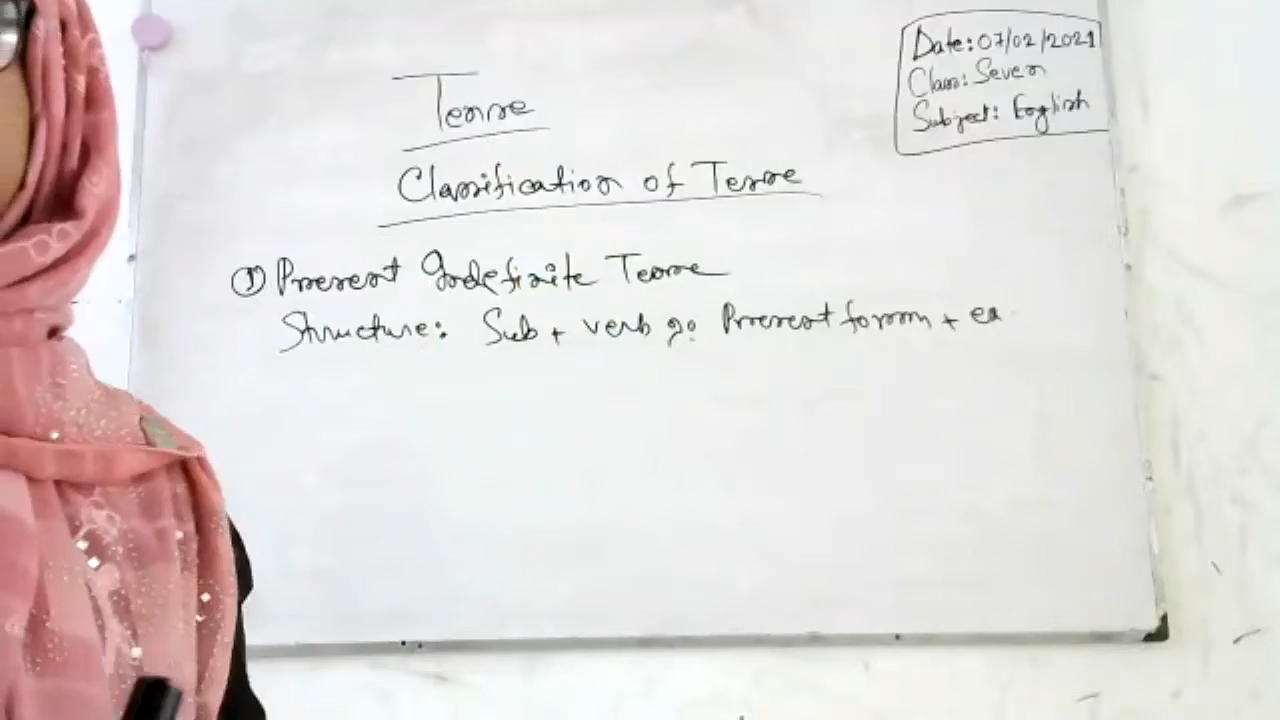 Tense
Classification of Tense
① Present Indefinite Tense
Structure: Sub + verb এর Present form + ex
Date: 07/02/2021
Class: Seven
Subject: English